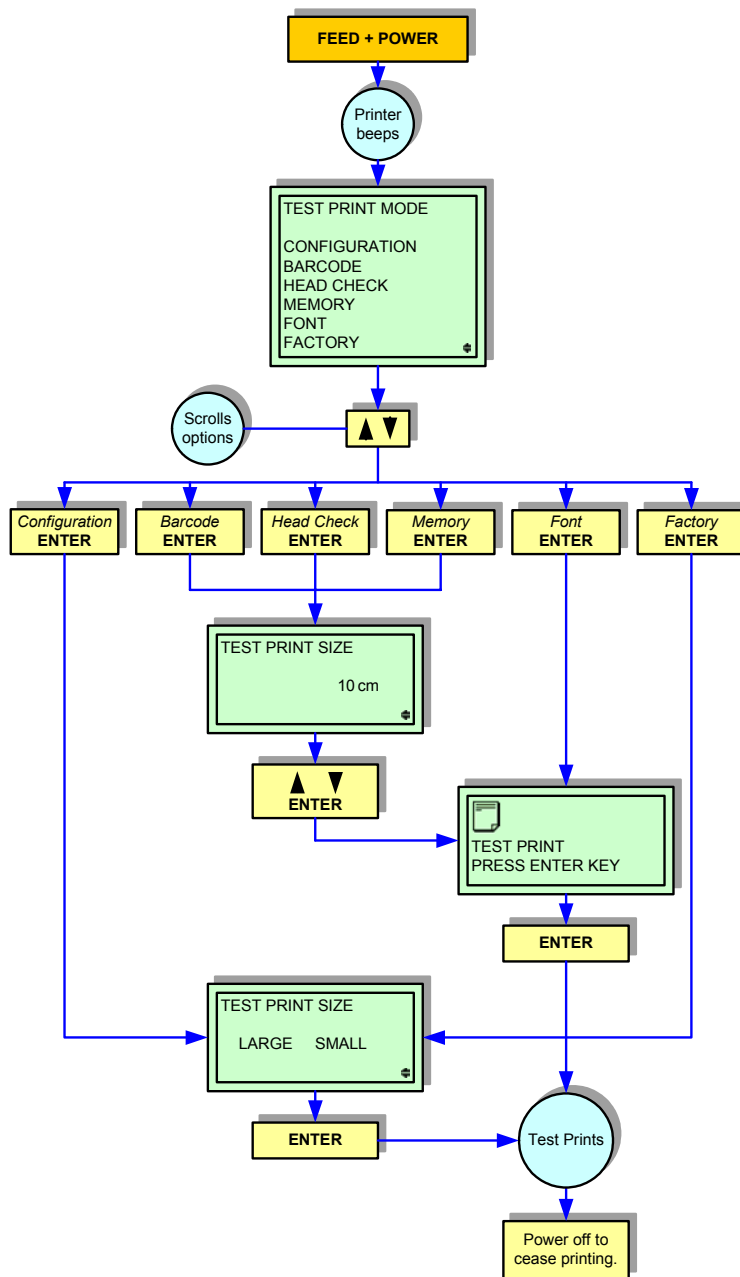 FEED + POWER
Printer
beeps
TEST PRINT MODE
CONFIGURATION
BARCODE
HEAD CHECK
MEMORY
FONT
FACTORY
Scrolls
options
Configuration
ENTER
Barcode
ENTER
Head Check
ENTER
Memory
ENTER
Font
ENTER
Factory
ENTER
TEST PRINT SIZE
10 cm
ENTER
TEST PRINT
PRESS ENTER KEY
ENTER
TEST PRINT SIZE
LARGE SMALL
ENTER
Test Prints
Power off to
cease printing.